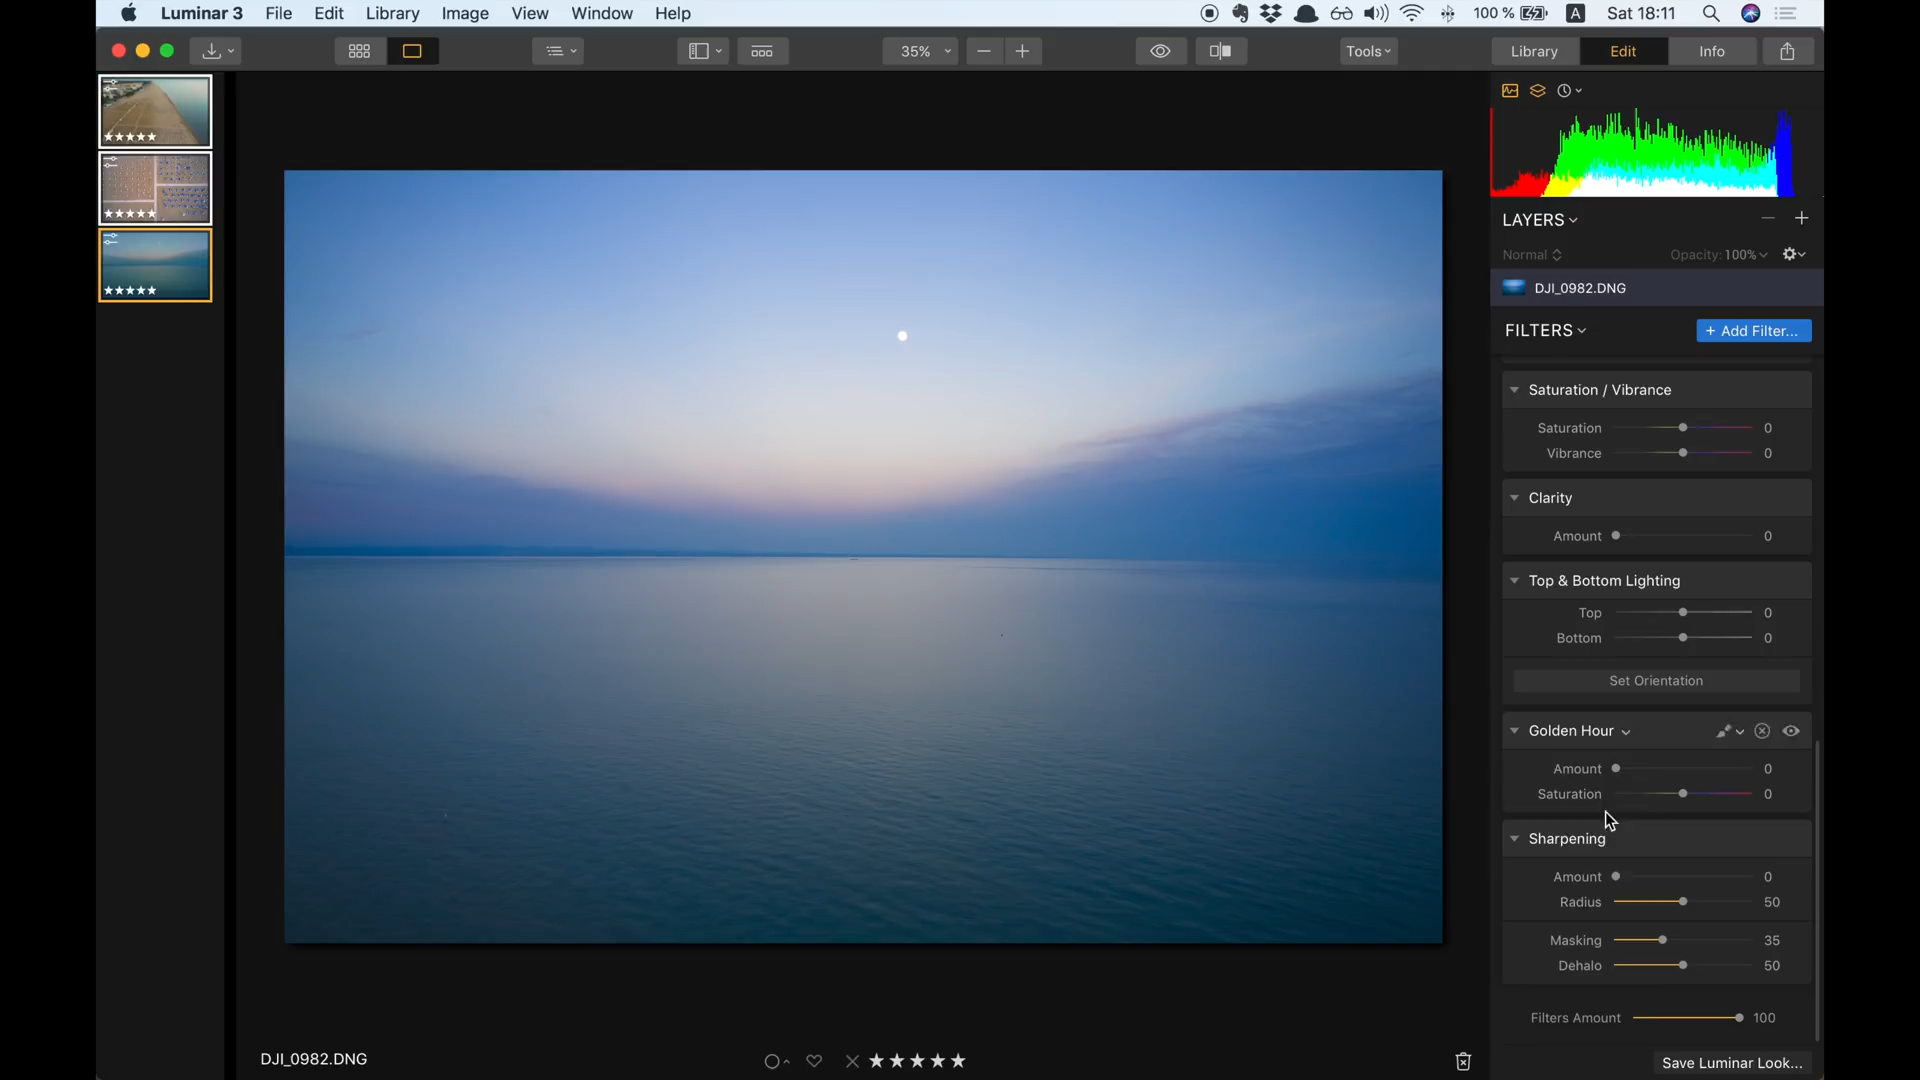 Luminar 3 File Edit Library Image View Window Help 100 % A Sat 18:11
35% Tools Library Edit Info
LAYERS
Normal Opacity: 100%
DJI_0982.DNG
FILTERS + Add Filter...
Saturation / Vibrance
Saturation 0
Vibrance 0
Clarity
Amount 0
Top & Bottom Lighting
Top 0
Bottom 0
Set Orientation
Golden Hour
Amount 0
Saturation 0
Sharpening
Amount 0
Radius 50
Masking 35
Dehalo 50
Filters Amount 100
DJI_0982.DNG
Save Luminar Look...